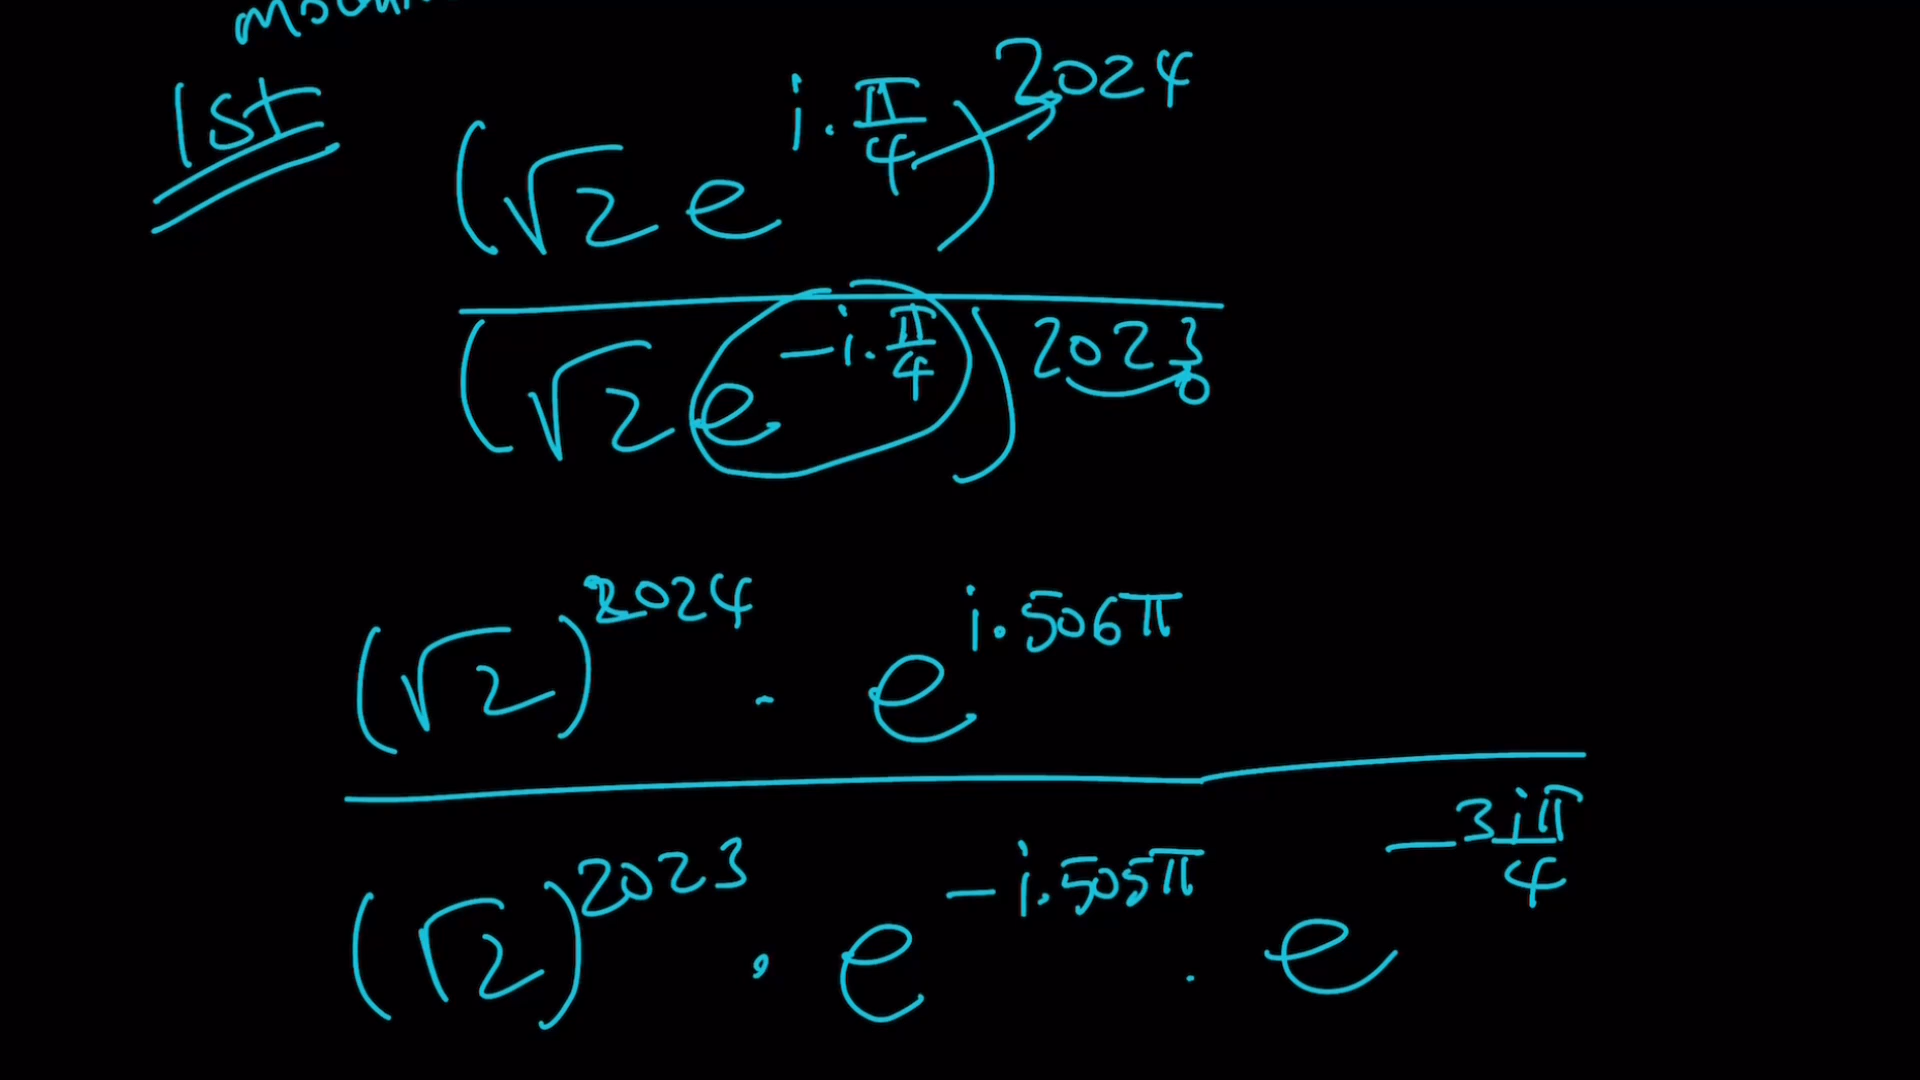 1st
(√2 e^(i·π/4))^2024
(√2 e^(-i·π/4))^2023
(√2)^2024 · e^(i·506π)
(√2)^2023 · e^(-i·505π) · e^(-3iπ/4)